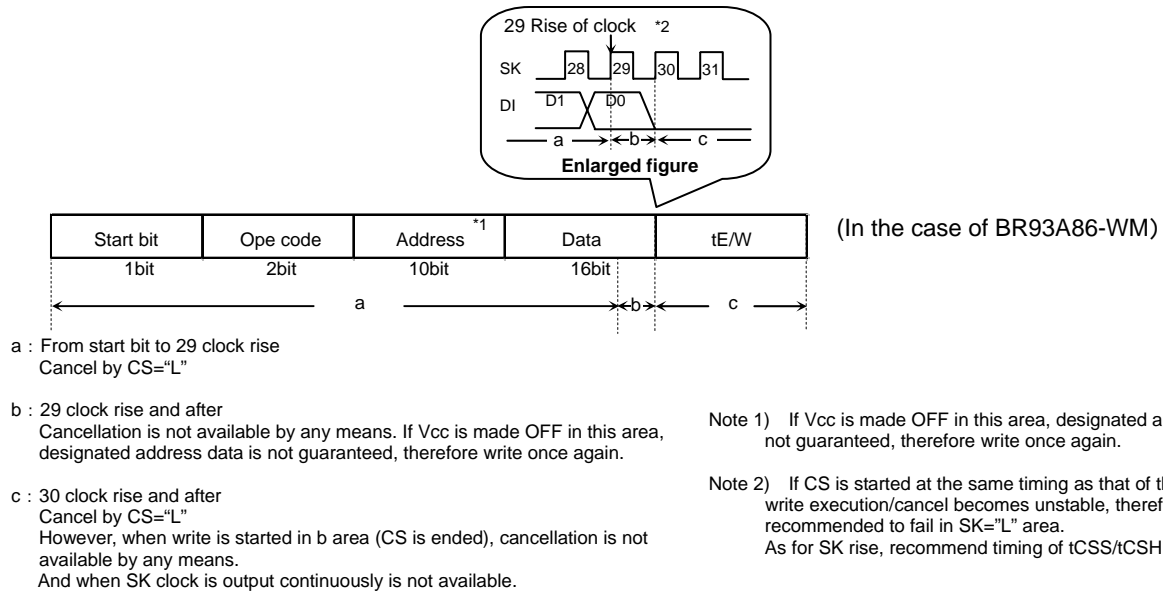 29 Rise of clock *2
SK 28 29 30 31
DI D1 D0
a b c
Enlarged figure
Start bit Ope code Address *1 Data tE/W
(In the case of BR93A86-WM)
1bit 2bit 10bit 16bit
a b c
a : From start bit to 29 clock rise
Cancel by CS=“L”
b : 29 clock rise and after
Cancellation is not available by any means. If Vcc is made OFF in this area,
designated address data is not guaranteed, therefore write once again.
c : 30 clock rise and after
Cancel by CS=“L”
However, when write is started in b area (CS is ended), cancellation is not
available by any means.
And when SK clock is output continuously is not available.
Note 1) If Vcc is made OFF in this area, designated a
not guaranteed, therefore write once again.
Note 2) If CS is started at the same timing as that of t
write execution/cancel becomes unstable, theref
recommended to fail in SK=”L” area.
As for SK rise, recommend timing of tCSS/tCSH